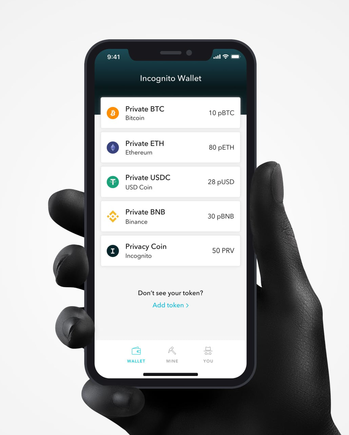 9:41
Incognito Wallet
Private BTC
Bitcoin
10 pBTC
Private ETH
Ethereum
80 pETH
Private USDC
USD Coin
28 pUSD
Private BNB
Binance
30 pBNB
Privacy Coin
Incognito
50 PRV
Don't see your token?
Add token >
WALLET
MINE
YOU